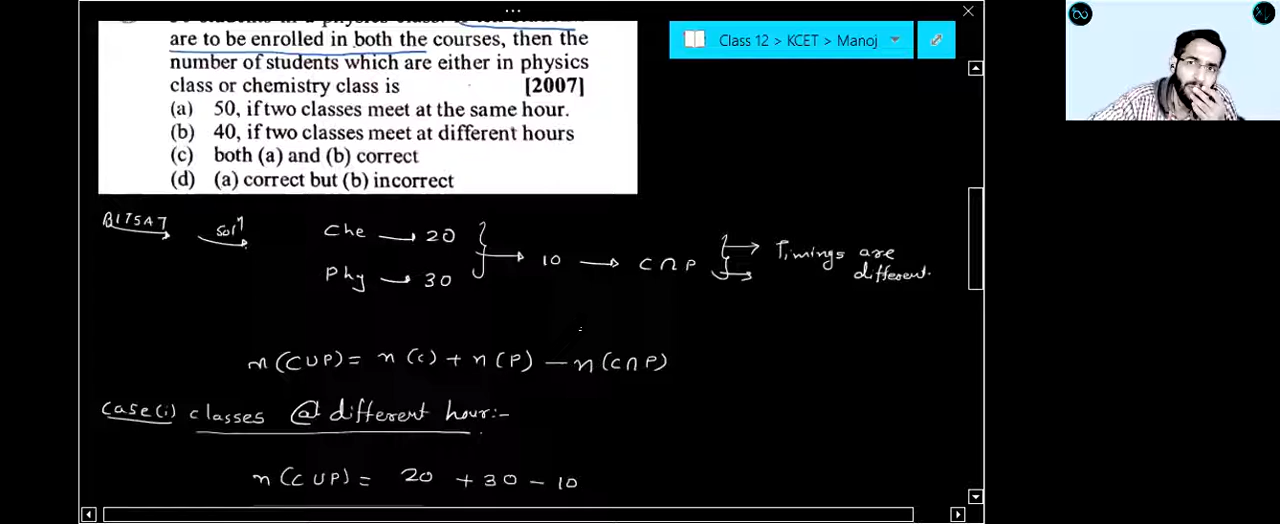 are to be enrolled in both the courses, then the
number of students which are either in physics
class or chemistry class is [2007]
(a) 50, if two classes meet at the same hour.
(b) 40, if two classes meet at different hours
(c) both (a) and (b) correct
(d) (a) correct but (b) incorrect
Class 12 > KCET > Manoj
BITSAT Solⁿ
Che → 20
Phy → 30
→ 10 → C∩P
Timings are
different.
n(C∪P) = n(C) + n(P) – n(C∩P)
Case(i) classes @ different hour:-
n(C∪P) = 20 + 30 – 10